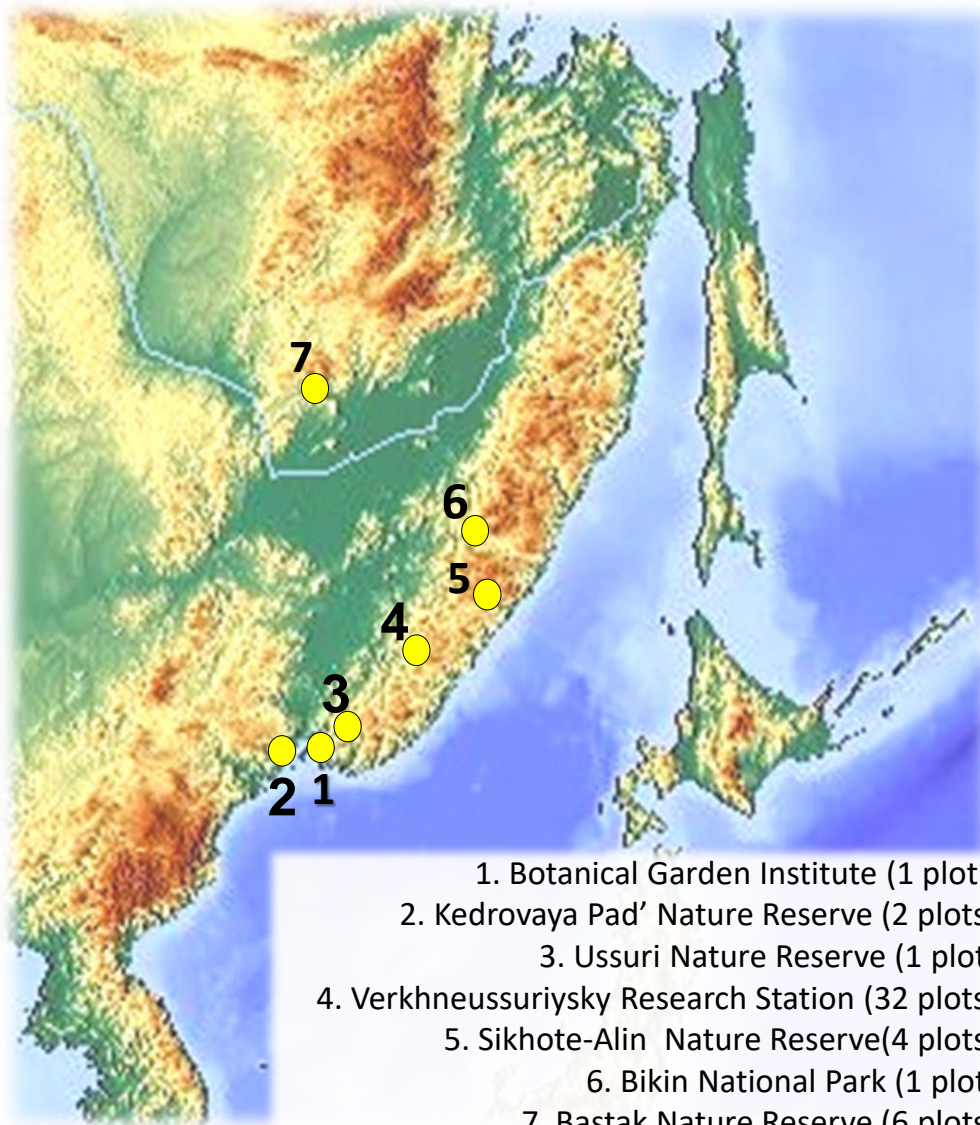 7
6
5
4
3
2
1
1. Botanical Garden Institute (1 plot
2. Kedrovaya Pad’ Nature Reserve (2 plots
3. Ussuri Nature Reserve (1 plot
4. Verkhneussuriysky Research Station (32 plots
5. Sikhote-Alin  Nature Reserve(4 plots
6. Bikin National Park (1 plot
7. Bastak Nature Reserve (6 plots